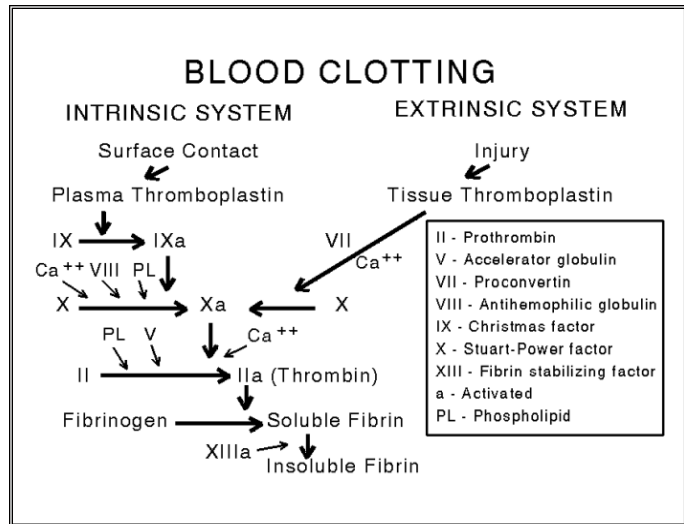 BLOOD CLOTTING
INTRINSIC SYSTEM
EXTRINSIC SYSTEM
Surface Contact
Injury
Plasma Thromboplastin
Tissue Thromboplastin
IX
IXa
VII
Ca++
Ca++
VIII
PL
X
Xa
X
PL
V
Ca++
II
IIa (Thrombin)
Fibrinogen
Soluble Fibrin
XIIIa
Insoluble Fibrin
II - Prothrombin
V - Accelerator globulin
VII - Proconvertin
VIII - Antihemophilic globulin
IX - Christmas factor
X - Stuart-Power factor
XIII - Fibrin stabilizing factor
a - Activated
PL - Phospholipid